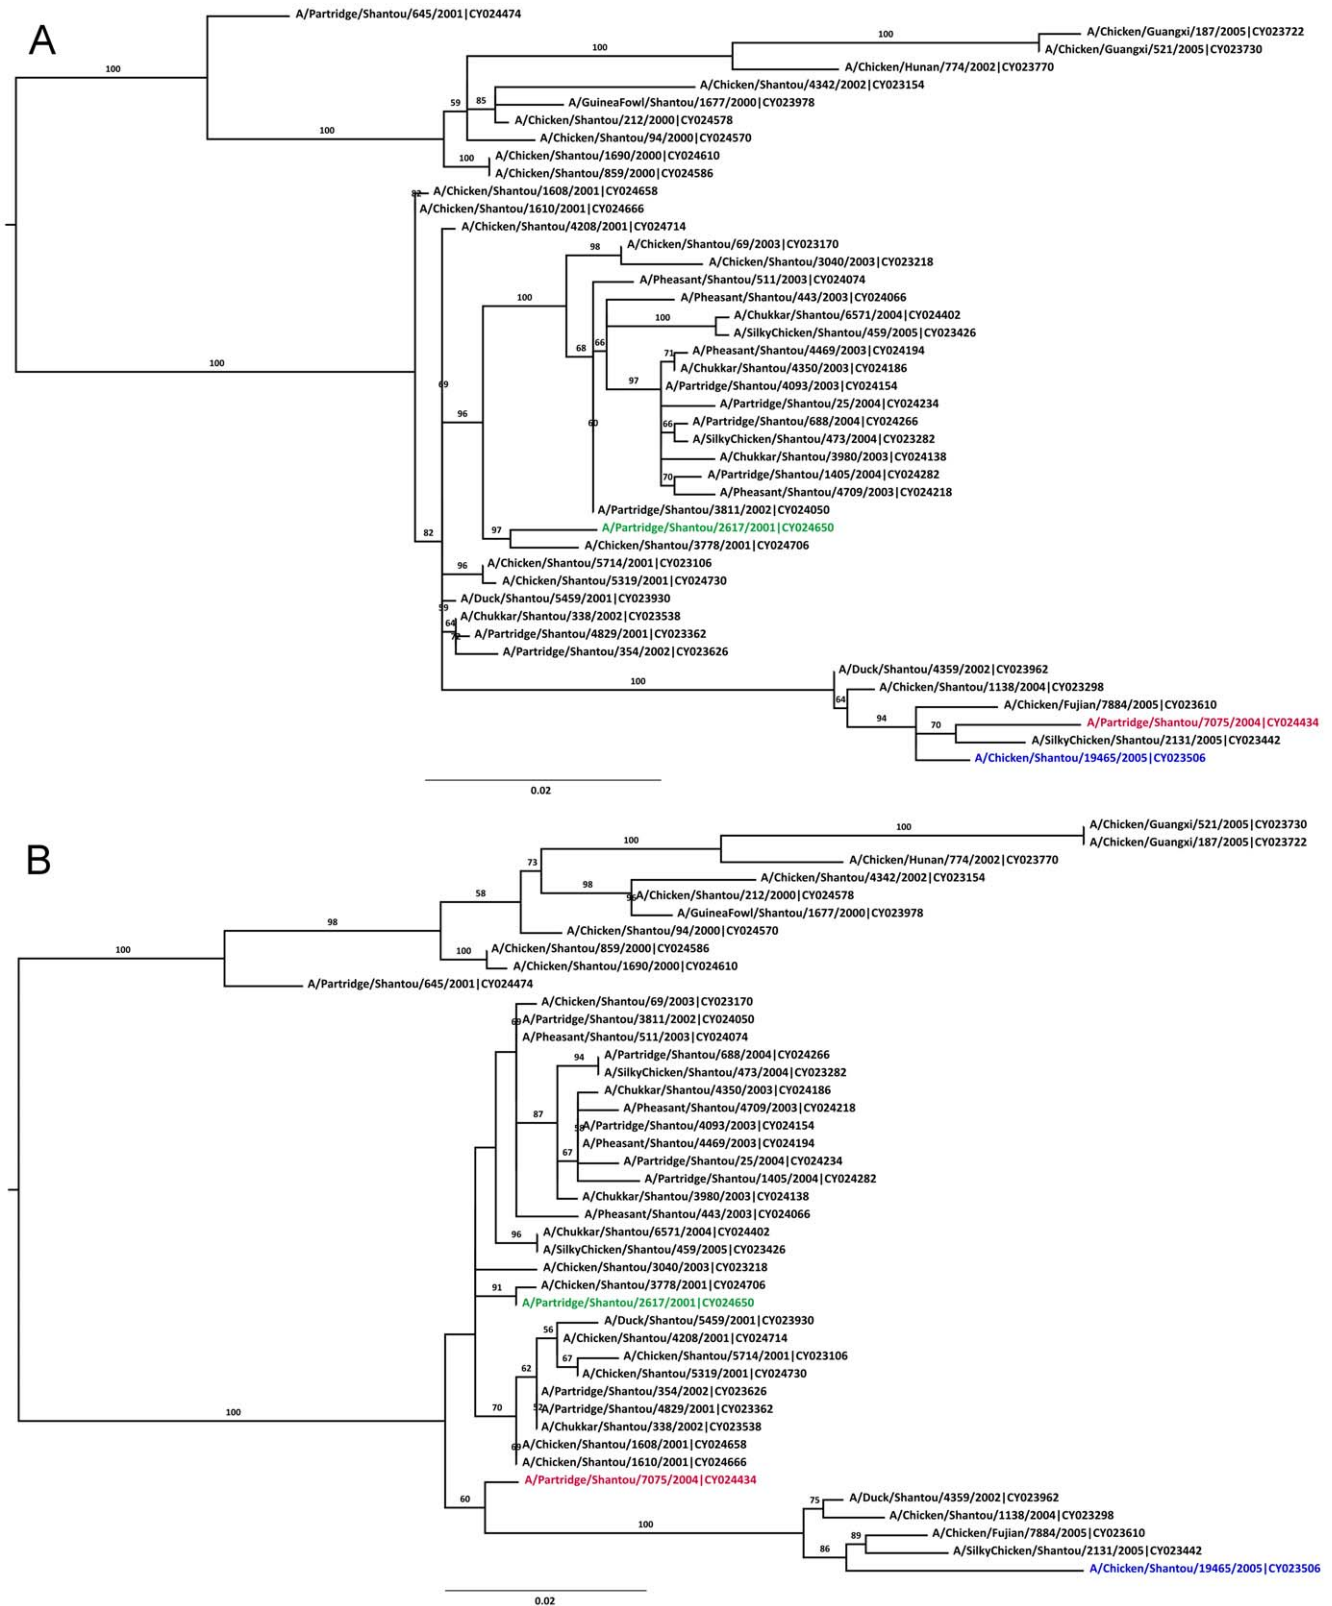 A
A/Partridge/Shantou/645/2001|CY024474
100
100
100
A/Chicken/Guangxi/187/2005|CY023722
A/Chicken/Guangxi/521/2005|CY023730
A/Chicken/Hunan/774/2002|CY023770
100
A/Chicken/Shantou/4342/2002|CY023154
59
85
A/GuineaFowl/Shantou/1677/2000|CY023978
A/Chicken/Shantou/212/2000|CY024578
A/Chicken/Shantou/94/2000|CY024570
100
A/Chicken/Shantou/1690/2000|CY024610
A/Chicken/Shantou/859/2000|CY024586
82
A/Chicken/Shantou/1608/2001|CY024658
A/Chicken/Shantou/1610/2001|CY024666
A/Chicken/Shantou/4208/2001|CY024714
98
A/Chicken/Shantou/69/2003|CY023170
A/Chicken/Shantou/3040/2003|CY023218
A/Pheasant/Shantou/511/2003|CY024074
100
A/Pheasant/Shantou/443/2003|CY024066
100
A/Chukkar/Shantou/6571/2004|CY024402
A/SilkyChicken/Shantou/459/2005|CY023426
68
66
71
A/Pheasant/Shantou/4469/2003|CY024194
100
A/Chukkar/Shantou/4350/2003|CY024186
69
97
A/Partridge/Shantou/4093/2003|CY024154
A/Partridge/Shantou/25/2004|CY024234
96
60
66
A/Partridge/Shantou/688/2004|CY024266
A/SilkyChicken/Shantou/473/2004|CY023282
A/Chukkar/Shantou/3980/2003|CY024138
70
A/Partridge/Shantou/1405/2004|CY024282
A/Pheasant/Shantou/4709/2003|CY024218
A/Partridge/Shantou/3811/2002|CY024050
82
97
A/Partridge/Shantou/2617/2001|CY024650
A/Chicken/Shantou/3778/2001|CY024706
96
A/Chicken/Shantou/5714/2001|CY023106
A/Chicken/Shantou/5319/2001|CY024730
A/Duck/Shantou/5459/2001|CY023930
59
A/Chukkar/Shantou/338/2002|CY023538
64
72
A/Partridge/Shantou/4829/2001|CY023362
A/Partridge/Shantou/354/2002|CY023626
100
A/Duck/Shantou/4359/2002|CY023962
64
A/Chicken/Shantou/1138/2004|CY023298
A/Chicken/Fujian/7884/2005|CY023610
94
70
A/Partridge/Shantou/7075/2004|CY024434
A/SilkyChicken/Shantou/2131/2005|CY023442
A/Chicken/Shantou/19465/2005|CY023506
0.02
B
100
100
A/Chicken/Guangxi/521/2005|CY023730
A/Chicken/Guangxi/187/2005|CY023722
73
A/Chicken/Hunan/774/2002|CY023770
A/Chicken/Shantou/4342/2002|CY023154
58
98
A/Chicken/Shantou/212/2000|CY024578
A/GuineaFowl/Shantou/1677/2000|CY023978
98
A/Chicken/Shantou/94/2000|CY024570
100
100
A/Chicken/Shantou/859/2000|CY024586
A/Chicken/Shantou/1690/2000|CY024610
A/Partridge/Shantou/645/2001|CY024474
A/Chicken/Shantou/69/2003|CY023170
A/Partridge/Shantou/3811/2002|CY024050
A/Pheasant/Shantou/511/2003|CY024074
94
A/Partridge/Shantou/688/2004|CY024266
A/SilkyChicken/Shantou/473/2004|CY023282
A/Chukkar/Shantou/4350/2003|CY024186
87
A/Pheasant/Shantou/4709/2003|CY024218
A/Partridge/Shantou/4093/2003|CY024154
A/Pheasant/Shantou/4469/2003|CY024194
67
A/Partridge/Shantou/25/2004|CY024234
A/Partridge/Shantou/1405/2004|CY024282
A/Chukkar/Shantou/3980/2003|CY024138
A/Pheasant/Shantou/443/2003|CY024066
96
A/Chukkar/Shantou/6571/2004|CY024402
A/SilkyChicken/Shantou/459/2005|CY023426
A/Chicken/Shantou/3040/2003|CY023218
91
A/Chicken/Shantou/3778/2001|CY024706
A/Partridge/Shantou/2617/2001|CY024650
A/Duck/Shantou/5459/2001|CY023930
56
A/Chicken/Shantou/4208/2001|CY024714
67
A/Chicken/Shantou/5714/2001|CY023106
62
A/Chicken/Shantou/5319/2001|CY024730
A/Partridge/Shantou/354/2002|CY023626
100
70
A/Partridge/Shantou/4829/2001|CY023362
A/Chukkar/Shantou/338/2002|CY023538
A/Chicken/Shantou/1608/2001|CY024658
A/Chicken/Shantou/1610/2001|CY024666
A/Partridge/Shantou/7075/2004|CY024434
60
75
A/Duck/Shantou/4359/2002|CY023962
A/Chicken/Shantou/1138/2004|CY023298
100
A/Chicken/Fujian/7884/2005|CY023610
89
86
A/SilkyChicken/Shantou/2131/2005|CY023442
A/Chicken/Shantou/19465/2005|CY023506
0.02